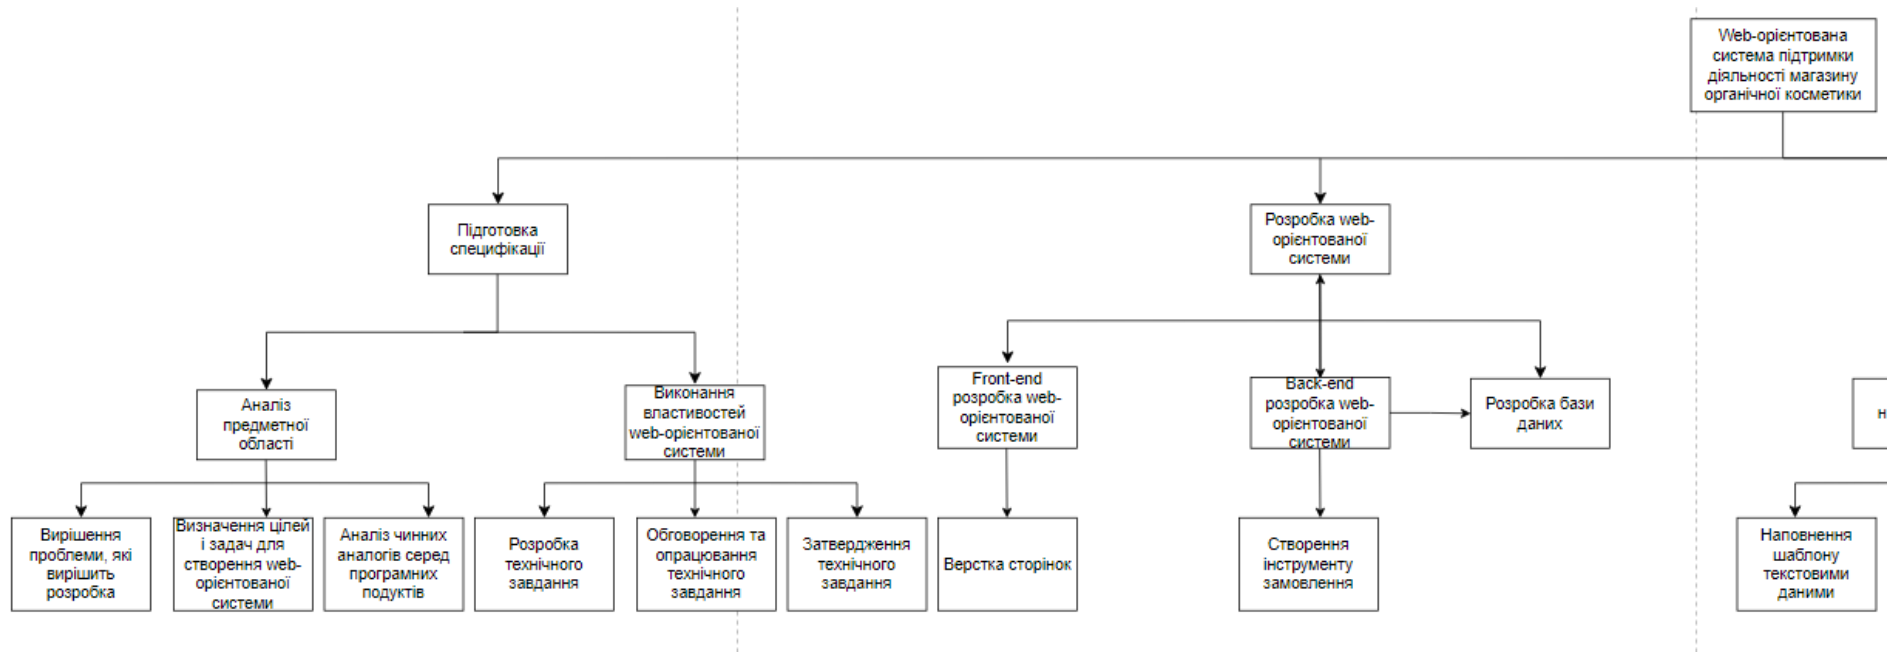 Web-орієнтована
система підтримки
діяльності магазину
органічної косметики
Підготовка
специфікації
Розробка web-
орієнтованої
системи
Аналіз
предметної
області
Виконання
властивостей
web-орієнтованої
системи
Front-end
розробка web-
орієнтованої
системи
Back-end
розробка web-
орієнтованої
системи
Розробка бази
даних
н
Вирішення
проблеми, які
вирішить
розробка
Визначення цілей
і задач для
створення web-
орієнтованої
системи
Аналіз чинних
аналогів серед
програмних
подуктів
Розробка
технічного
завдання
Обговорення та
опрацювання
технічного
завдання
Затвердження
технічного
завдання
Верстка сторінок
Створення
інструменту
замовлення
Наповнення
шаблону
текстовими
даними